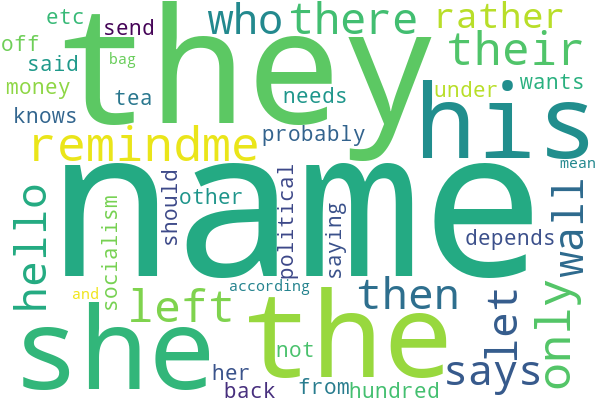 etc
they
who
there
rather
send
off
their
said
bag
his
money
tea
needs
under
wants
knows
remindme
probably
mean
name
hello
should
other
political
wall
socialism
saying
depends
and
according
left
the
then
let
only
she
not
says
her
back
from
hundred